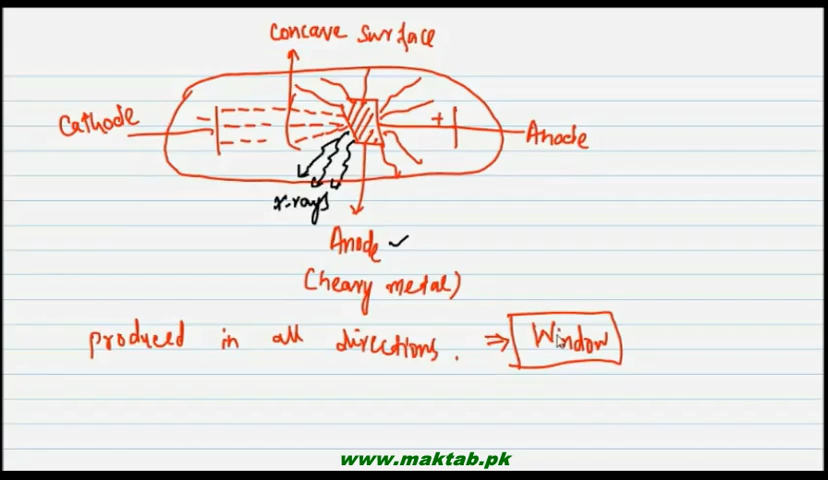 Concave surface
Cathode
-
+
Anode
x-rays
Anode ✓
(heavy metal)
produced in all directions. ⇒ Window
www.maktab.pk